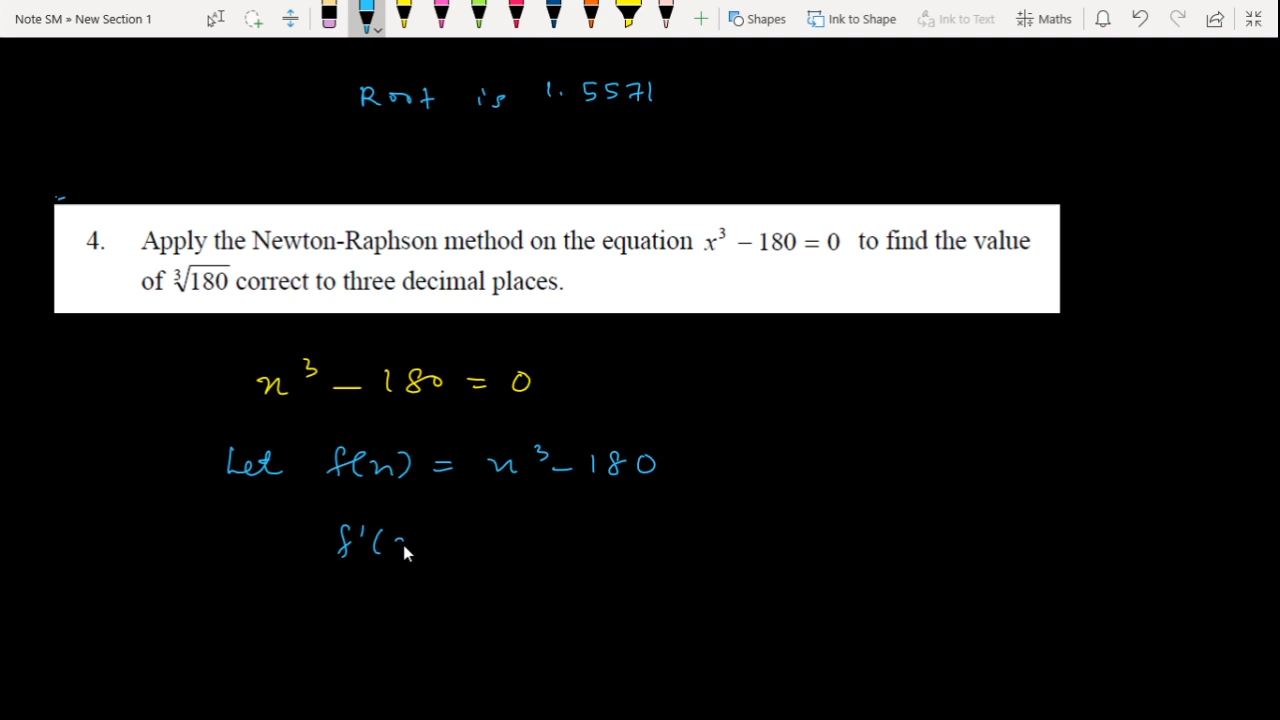 Note SM » New Section 1 Shapes Ink to Shape Ink to Text Maths
Root is 1.5571
4. Apply the Newton-Raphson method on the equation x³ − 180 = 0 to find the value
of ∛180 correct to three decimal places.
x³ − 180 = 0
Let f(x) = x³ − 180
f'(